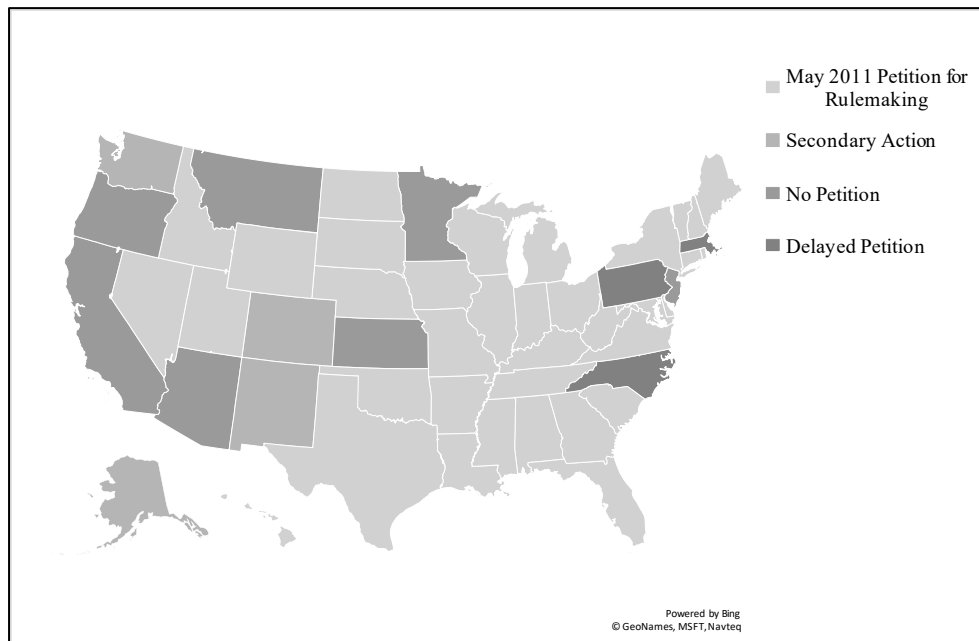 May 2011 Petition for
Rulemaking
Secondary Action
No Petition
Delayed Petition
Powered by Bing
© GeoNames, MSFT, Navteq